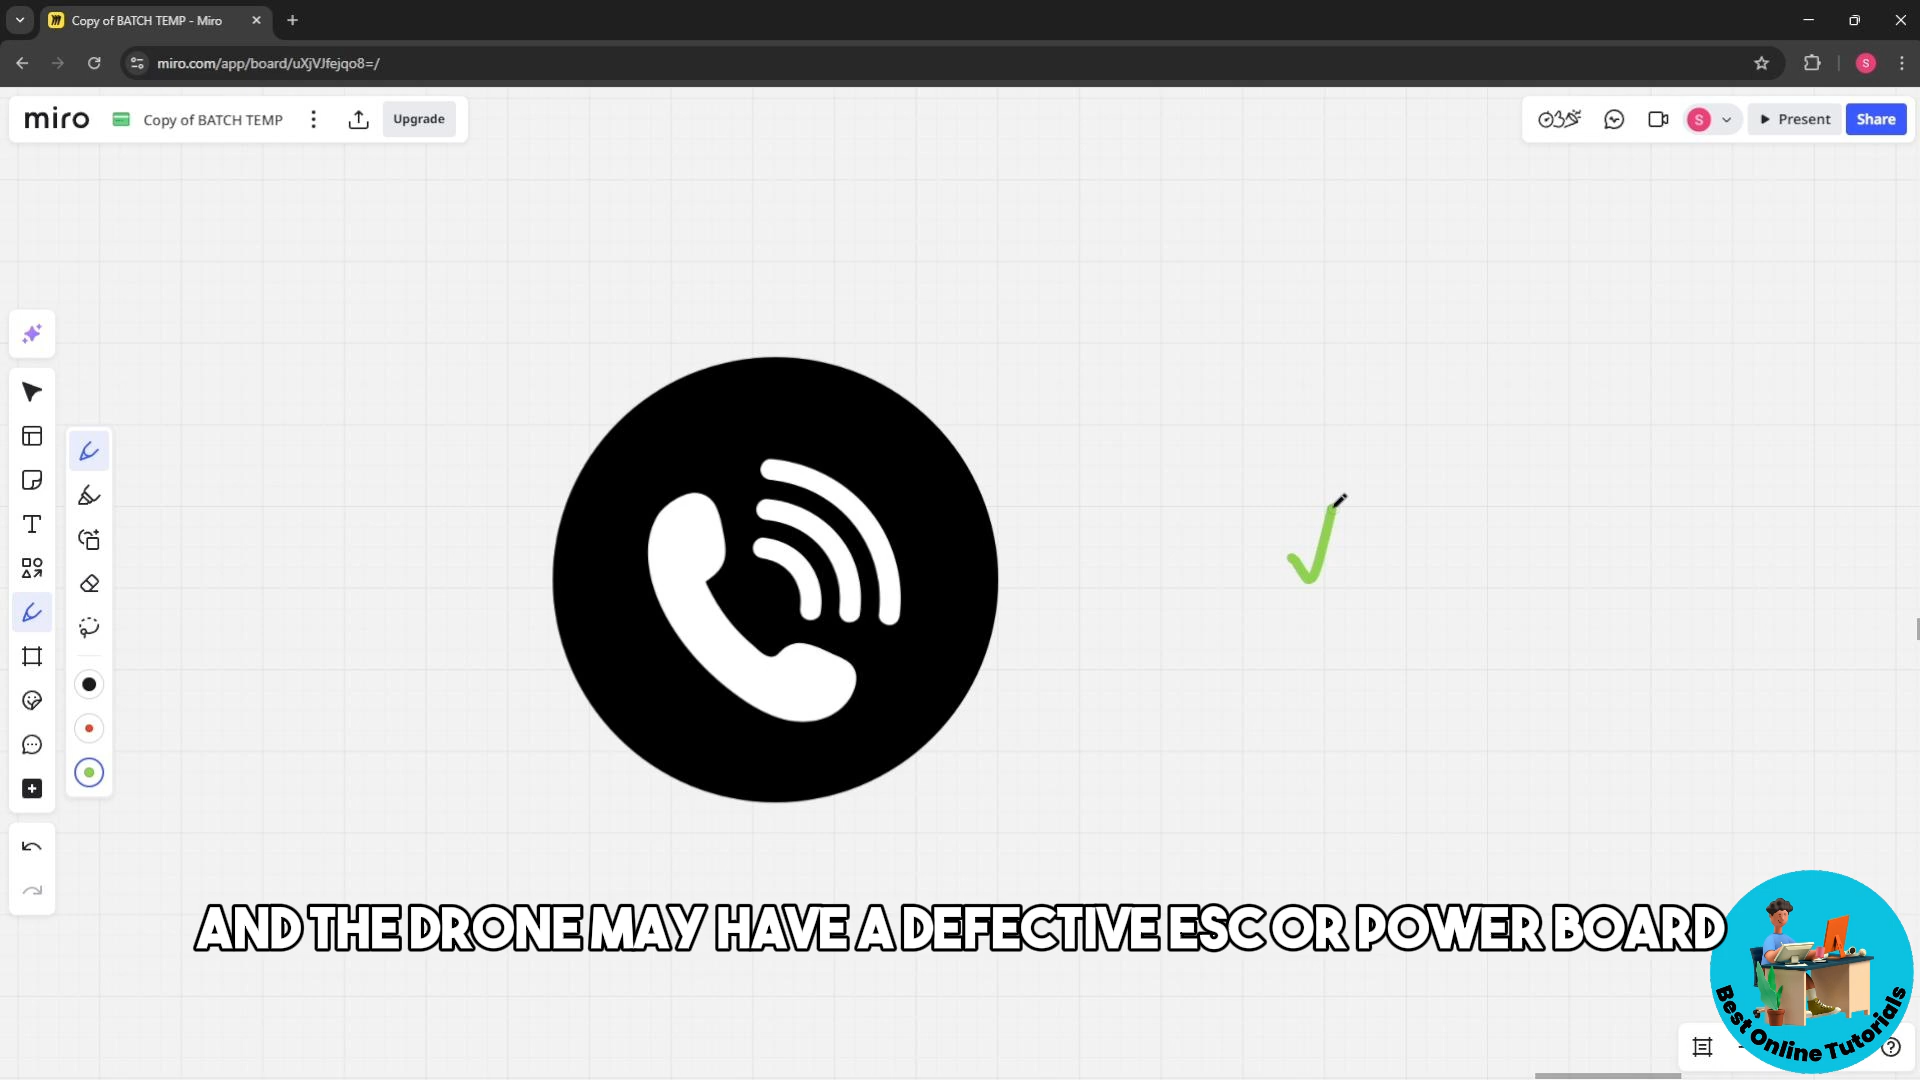 Copy of BATCH TEMP - Miro
miro.com/app/board/uXjVJfejqo8=/
S
miro
Copy of BATCH TEMP
Upgrade
S
Present
Share
AND THE DRONE MAY HAVE A DEFECTIVE ESC OR POWER BOARD
Best Online Tutorials